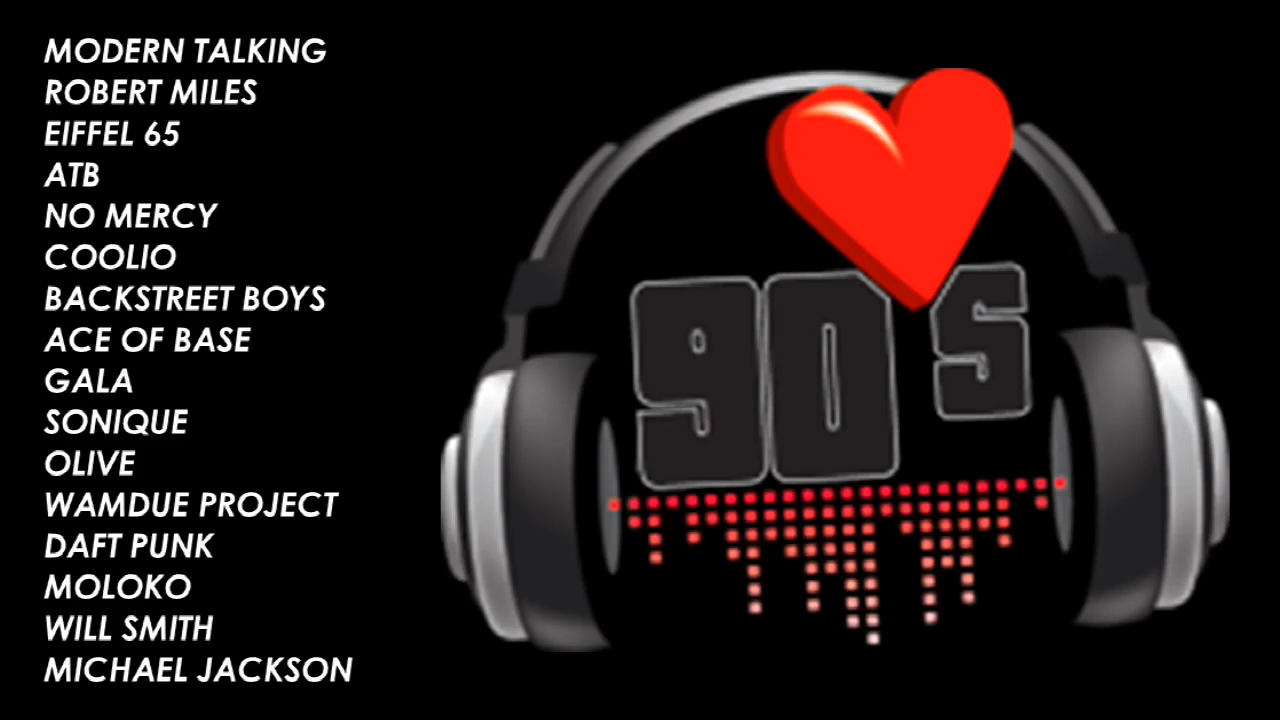 MODERN TALKING
ROBERT MILES
EIFFEL 65
ATB
NO MERCY
COOLIO
BACKSTREET BOYS
ACE OF BASE
GALA
SONIQUE
OLIVE
WAMDUE PROJECT
DAFT PUNK
MOLOKO
WILL SMITH
MICHAEL JACKSON
90's